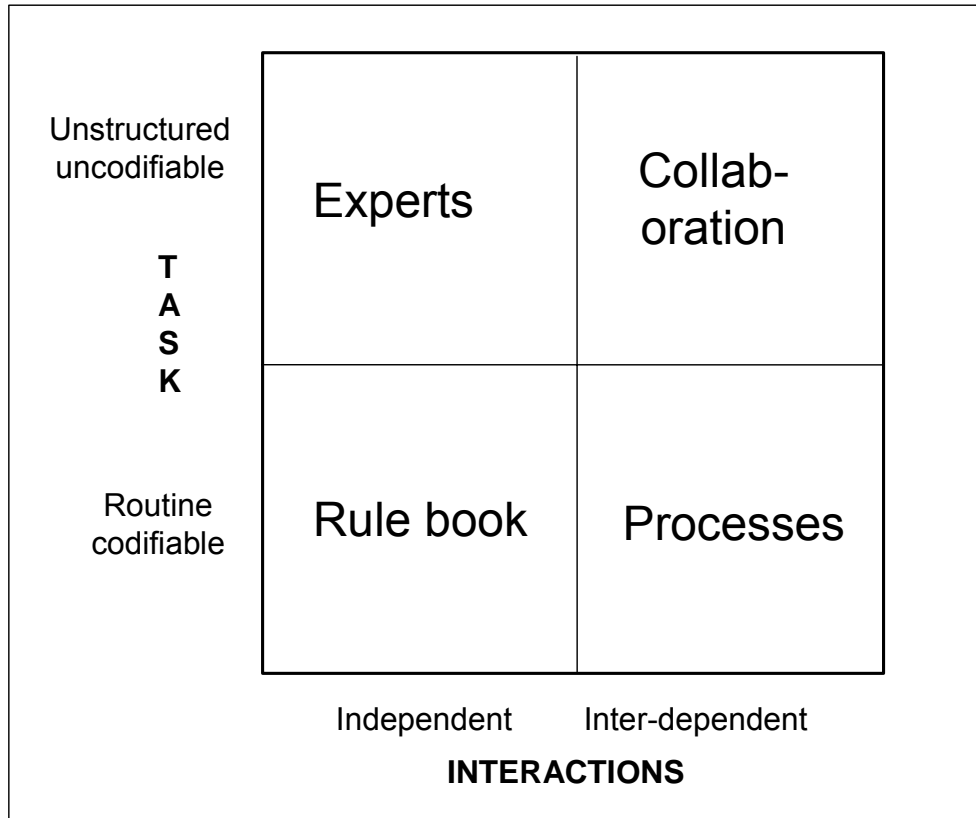 Unstructured
uncodifiable
Experts
Collab-
oration
T
A
S
K
Routine
codifiable
Rule book
Processes
Independent
Inter-dependent
INTERACTIONS